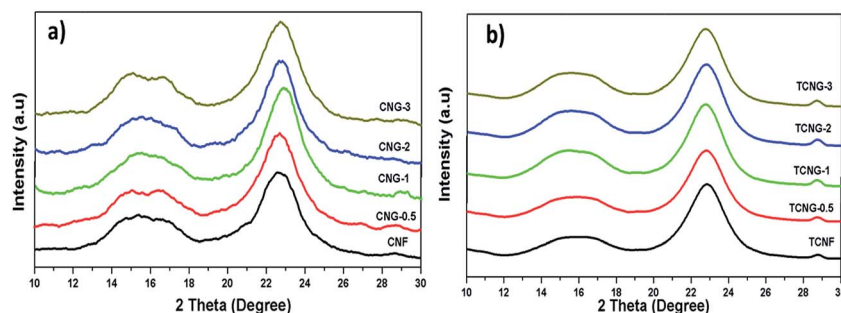 a)
CNG-3
CNG-2
CNG-1
CNG-0.5
CNF
Intensity (a.u)
10 12 14 16 18 20 22 24 26 28 30
2 Theta (Degree)
b)
TCNG-3
TCNG-2
TCNG-1
TCNG-0.5
TCNF
Intensity (a.u)
10 12 14 16 18 20 22 24 26 28 30
2 Theta (Degree)